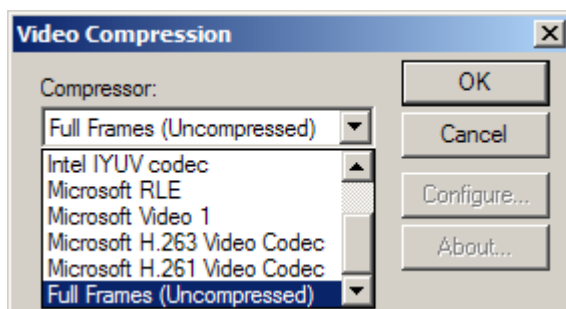 Video Compression
Compressor:
OK
Full Frames (Uncompressed)
Cancel
Intel IYUV codec
Microsoft RLE
Microsoft Video 1
Microsoft H.263 Video Codec
Microsoft H.261 Video Codec
Full Frames (Uncompressed)
Configure...
About...